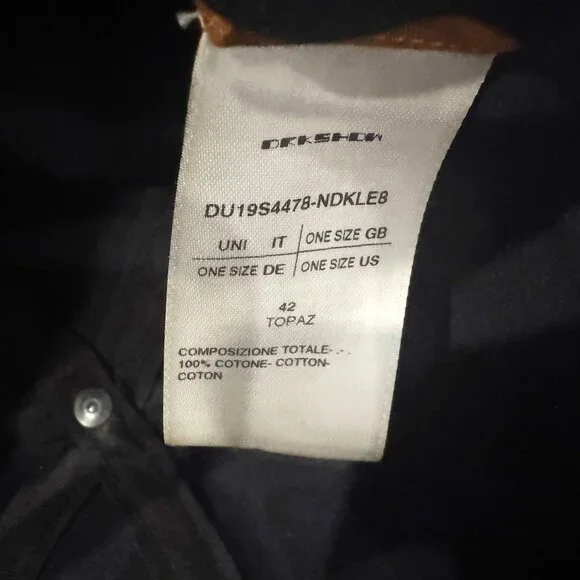 DRKSHDW
DU19S4478-NDKLE8
UNI IT ONE SIZE GB
ONE SIZE DE ONE SIZE US
42
TOPAZ
COMPOSIZIONE TOTALE- .- .
100% COTONE- COTTON-
COTON